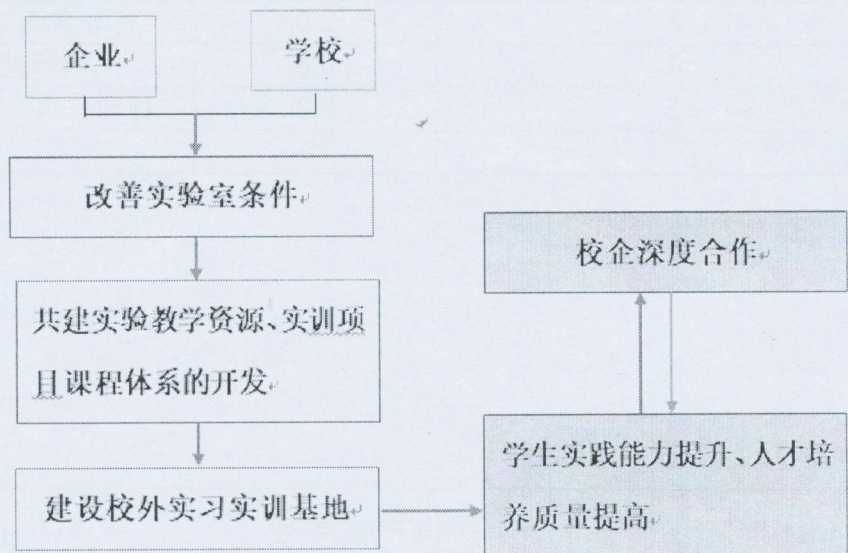 企业
学校
改善实验室条件
校企深度合作
共建实验教学资源、实训项
目课程体系的开发
学生实践能力提升、人才培
养质量提高
建设校外实习实训基地